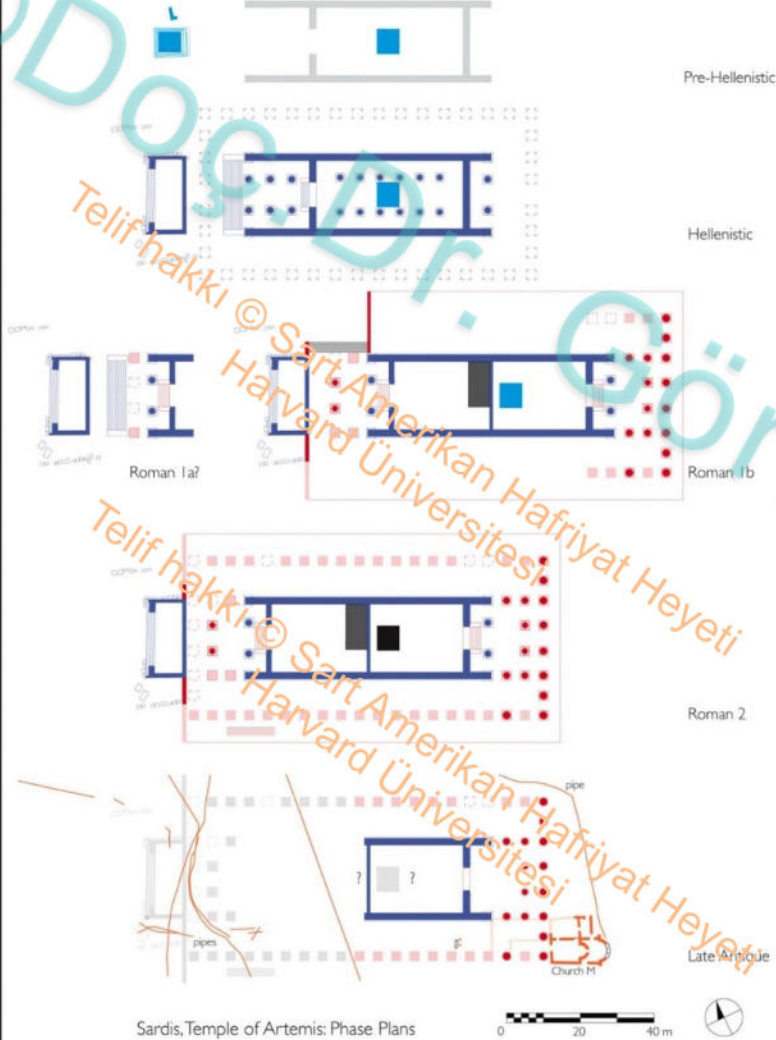 Doç. Dr. Gör
Pre-Hellenistic
Hellenistic
Telif hakkı © Sart Amerikan Hafriyat Heyeti
Harvard Üniversitesi
Roman 1a?
Roman 1b
Telif hakkı © Sart Amerikan Hafriyat Heyeti
Harvard Üniversitesi
Roman 2
pipe
? ?
pipes
Church M
Late Antique
Sardis, Temple of Artemis: Phase Plans
0 20 40 m